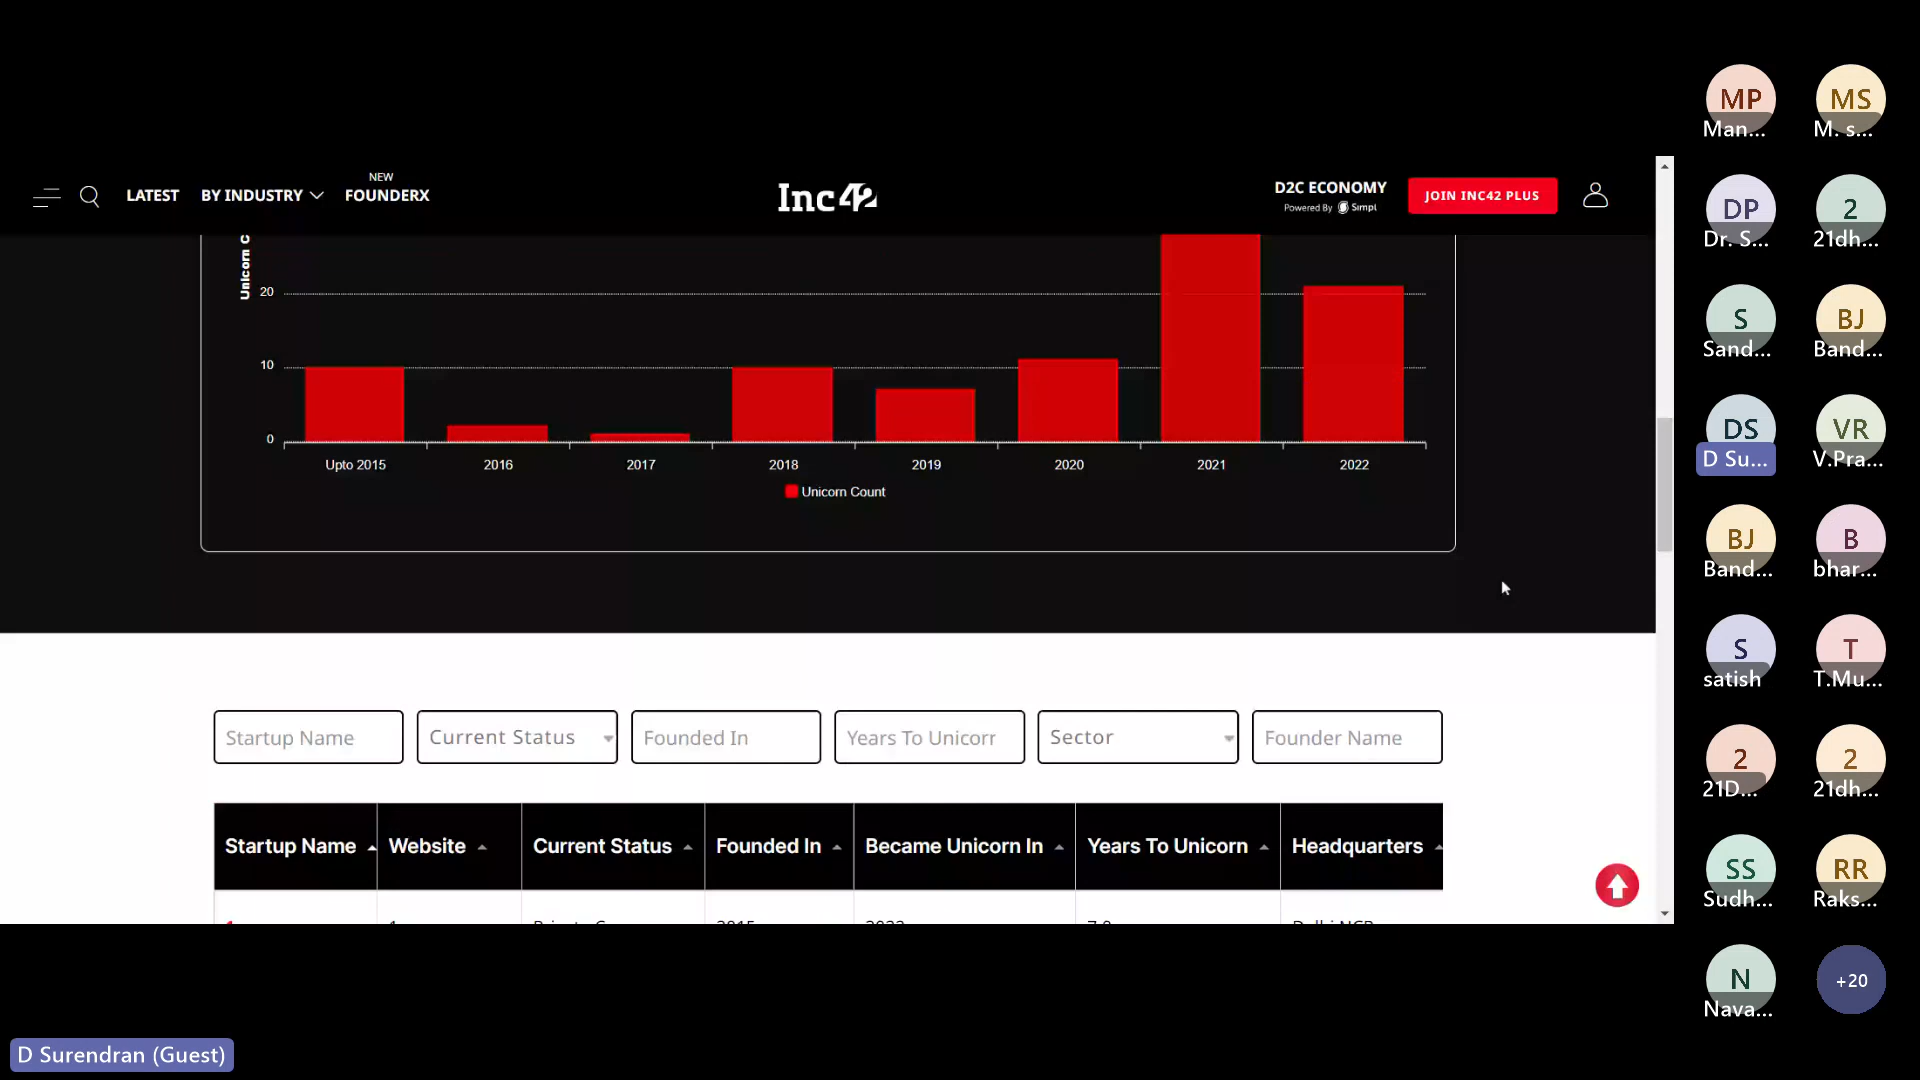 NEW
LATEST BY INDUSTRY FOUNDERX
Inc42
D2C ECONOMY
Powered By Simpl
JOIN INC42 PLUS
Unicorn C
20
10
0
Upto 2015 2016 2017 2018 2019 2020 2021 2022
Unicorn Count
Startup Name Current Status Founded In Years To Unicorr Sector Founder Name
Startup Name Website Current Status Founded In Became Unicorn In Years To Unicorn Headquarters
MP MS
Man... M. s...
DP 2
Dr. S... 21dh...
S BJ
Sand... Band...
DS VR
D Su... V.Pra...
BJ B
Band... bhar...
S T
satish T.Mu...
2 2
21D... 21dh...
SS RR
Sudh... Raks...
N +20
Nava...
D Surendran (Guest)